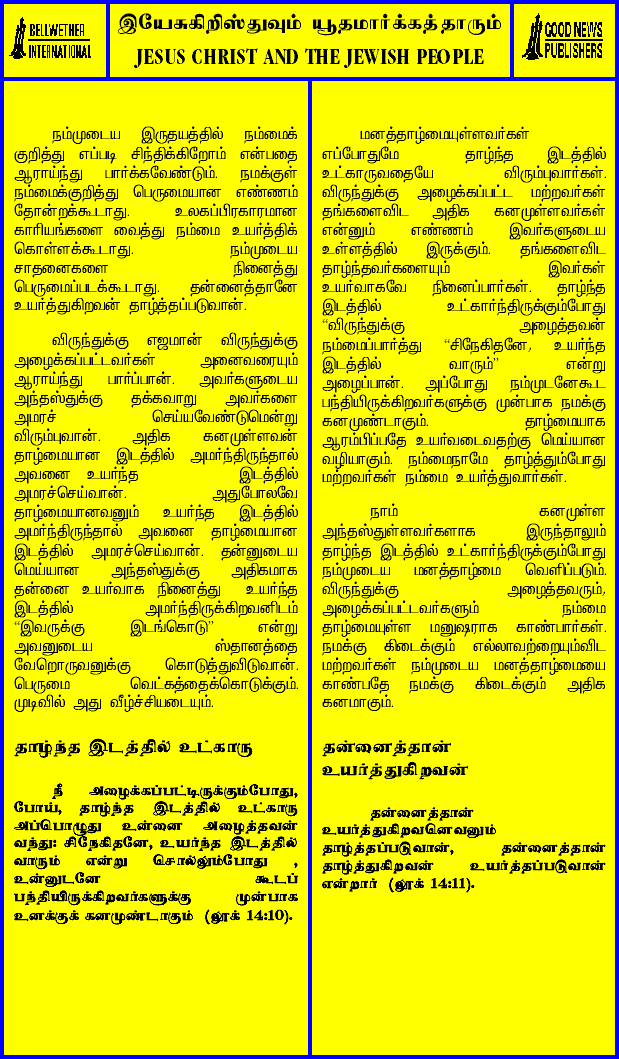 BELLWETHER
INTERNATIONAL
இயேசுகிறிஸ்துவும் யூதமார்க்கத்தாரும்
JESUS CHRIST AND THE JEWISH PEOPLE
GOOD NEWS
PUBLISHERS
நம்முடைய இருதயத்தில் நம்மைக்
குறித்து எப்படி சிந்திக்கிறோம் என்பதை
ஆராய்ந்து பார்க்கவேண்டும். நமக்குள்
நம்மைக்குறித்து பெருமையான எண்ணம்
தோன்றக்கூடாது. உலகப்பிரகாரமான
காரியங்களை வைத்து நம்மை உயர்த்திக்
கொள்ளக்கூடாது. நம்முடைய
சாதனைகளை நினைத்து
பெருமைப்படக்கூடாது. தன்னைத்தானே
உயர்த்துகிறவன் தாழ்த்தப்படுவான்.
விருந்துக்கு எஜமான் விருந்துக்கு
அழைக்கப்பட்டவர்கள் அனைவரையும்
ஆராய்ந்து பார்ப்பான். அவர்களுடைய
அந்தஸ்துக்கு தக்கவாறு அவர்களை
அமரச் செய்யவேண்டுமென்று
விரும்புவான். அதிக கனமுள்ளவன்
தாழ்மையான இடத்தில் அமர்ந்திருந்தால்
அவனை உயர்ந்த இடத்தில்
அமரச்செய்வான். அதுபோலவே
தாழ்மையானவனும் உயர்ந்த இடத்தில்
அமர்ந்திருந்தால் அவனை தாழ்மையான
இடத்தில் அமரச்செய்வான். தன்னுடைய
மெய்யான அந்தஸ்துக்கு அதிகமாக
தன்னை உயர்வாக நினைத்து உயர்ந்த
இடத்தில் அமர்ந்திருக்கிறவனிடம்
“இவருக்கு இடங்கொடு” என்று
அவனுடைய ஸ்தானத்தை
வேறொருவனுக்கு கொடுத்துவிடுவான்.
பெருமை வெட்கத்தைக்கொடுக்கும்.
முடிவில் அது வீழ்ச்சியடையும்.
தாழ்ந்த இடத்தில் உட்காரு
நீ அழைக்கப்பட்டிருக்கும்போது,
போய், தாழ்ந்த இடத்தில் உட்காரு
அப்பொழுது உன்னை அழைத்தவன்
வந்து: சிநேகிதனே, உயர்ந்த இடத்தில்
வாரும் என்று சொல்லும்போது ,
உன்னுடனே கூடப்
பந்தியிருக்கிறவர்களுக்கு முன்பாக
உனக்குக் கனமுண்டாகும் (லூக் 14:10).
மனத்தாழ்மையுள்ளவர்கள்
எப்போதுமே தாழ்ந்த இடத்தில்
உட்காருவதையே விரும்புவார்கள்.
விருந்துக்கு அழைக்கப்பட்ட மற்றவர்கள்
தங்களைவிட அதிக கனமுள்ளவர்கள்
என்னும் எண்ணம் இவர்களுடைய
உள்ளத்தில் இருக்கும். தங்களைவிட
தாழ்ந்தவர்களையும் இவர்கள்
உயர்வாகவே நினைப்பார்கள். தாழ்ந்த
இடத்தில் உட்கார்ந்திருக்கும்போது
“விருந்துக்கு அழைத்தவன்
நம்மைப்பார்த்து “சிநேகிதனே, உயர்ந்த
இடத்தில் வாரும்” என்று
அழைப்பான். அப்போது நம்முடனேகூட
பந்தியிருக்கிறவர்களுக்கு முன்பாக நமக்கு
கனமுண்டாகும். தாழ்மையாக
ஆரம்பிப்பதே உயர்வடைவதற்கு மெய்யான
வழியாகும். நம்மைநாமே தாழ்த்தும்போது
மற்றவர்கள் நம்மை உயர்த்துவார்கள்.
நாம் கனமுள்ள
அந்தஸ்துள்ளவர்களாக இருந்தாலும்
தாழ்ந்த இடத்தில் உட்கார்ந்திருக்கும்போது
நம்முடைய மனத்தாழ்மை வெளிப்படும்.
விருந்துக்கு அழைத்தவரும்,
அழைக்கப்பட்டவர்களும் நம்மை
தாழ்மையுள்ள மனுஷராக காண்பார்கள்.
நமக்கு கிடைக்கும் எல்லாவற்றையும்விட
மற்றவர்கள் நம்முடைய மனத்தாழ்மையை
காண்பதே நமக்கு கிடைக்கும் அதிக
கனமாகும்.
தன்னைத்தான்
உயர்த்துகிறவன்
தன்னைத்தான்
உயர்த்துகிறவனெவனும்
தாழ்த்தப்படுவான், தன்னைத்தான்
தாழ்த்துகிறவன் உயர்த்தப்படுவான்
என்றார் (லூக் 14:11).